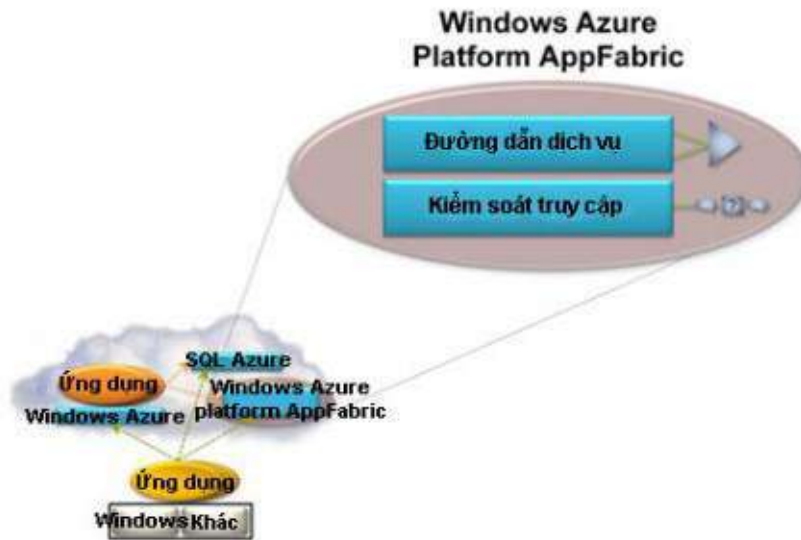 Windows Azure
Platform AppFabric
Đường dẫn dịch vụ
Kiểm soát truy cập
?
SQL Azure
Ứng dụng
Windows Azure
Windows Azure
platform AppFabric
Ứng dụng
Windows
Khác